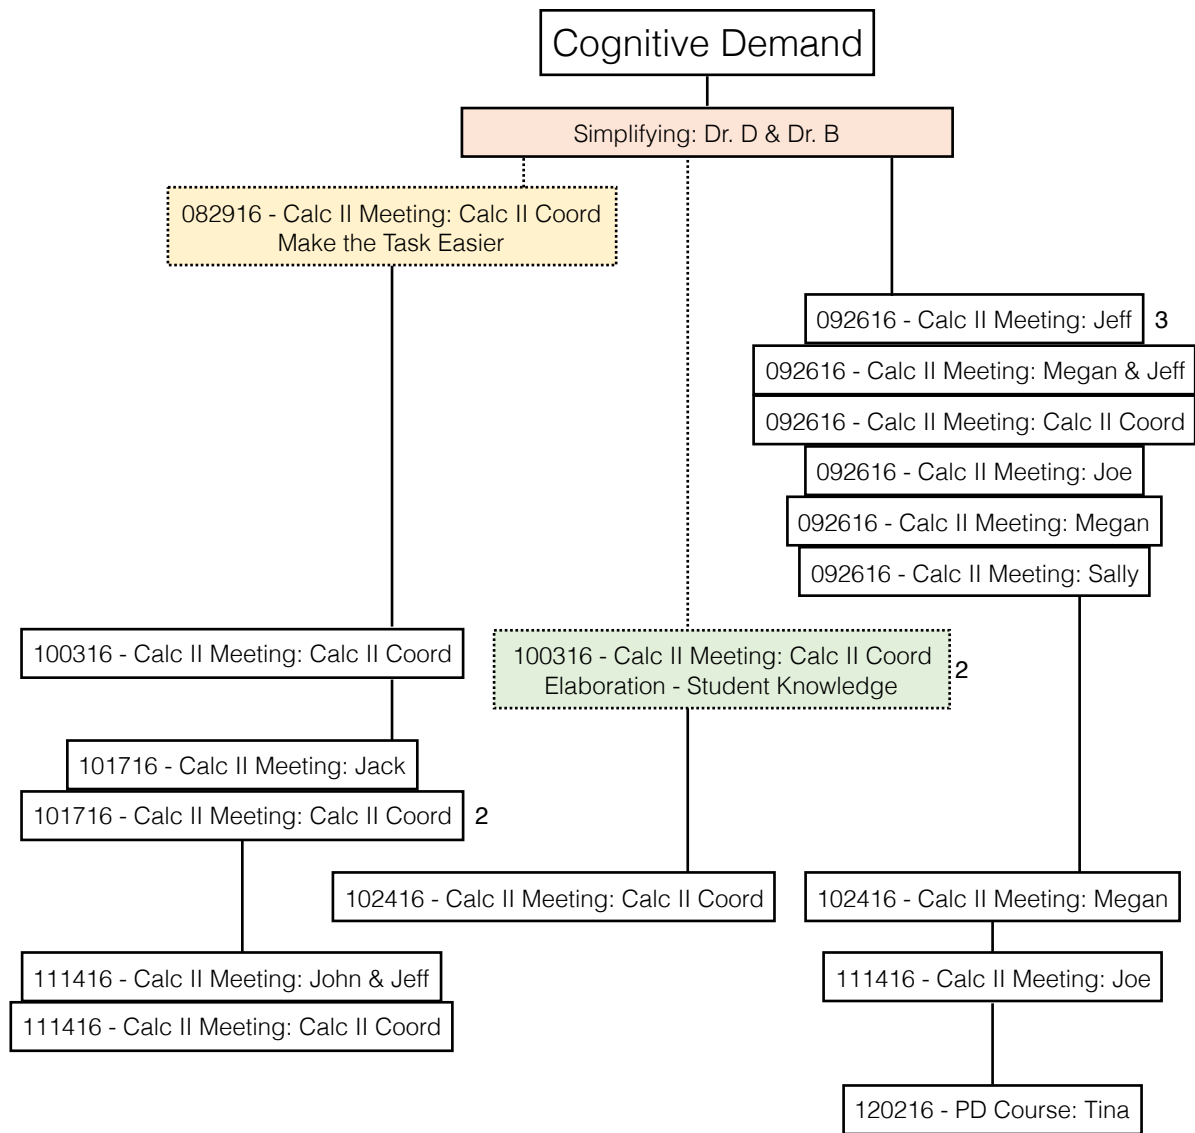 Cognitive Demand
Simplifying: Dr. D & Dr. B
082916 - Calc II Meeting: Calc II Coord
Make the Task Easier
092616 - Calc II Meeting: Jeff 3
092616 - Calc II Meeting: Megan & Jeff
092616 - Calc II Meeting: Calc II Coord
092616 - Calc II Meeting: Joe
092616 - Calc II Meeting: Megan
092616 - Calc II Meeting: Sally
100316 - Calc II Meeting: Calc II Coord
100316 - Calc II Meeting: Calc II Coord
Elaboration - Student Knowledge
2
101716 - Calc II Meeting: Jack
101716 - Calc II Meeting: Calc II Coord 2
102416 - Calc II Meeting: Calc II Coord
102416 - Calc II Meeting: Megan
111416 - Calc II Meeting: John & Jeff
111416 - Calc II Meeting: Joe
111416 - Calc II Meeting: Calc II Coord
120216 - PD Course: Tina